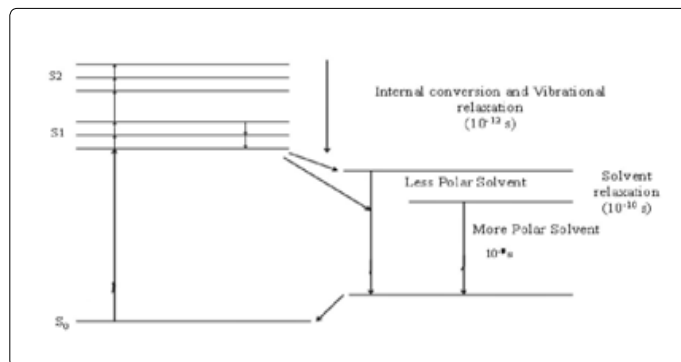 S2
Internal conversion and Vibrational
relaxation
(10⁻¹² s)
S1
Less Polar Solvent
Solvent
relaxation
(10⁻¹⁰ s)
More Polar Solvent
S₀